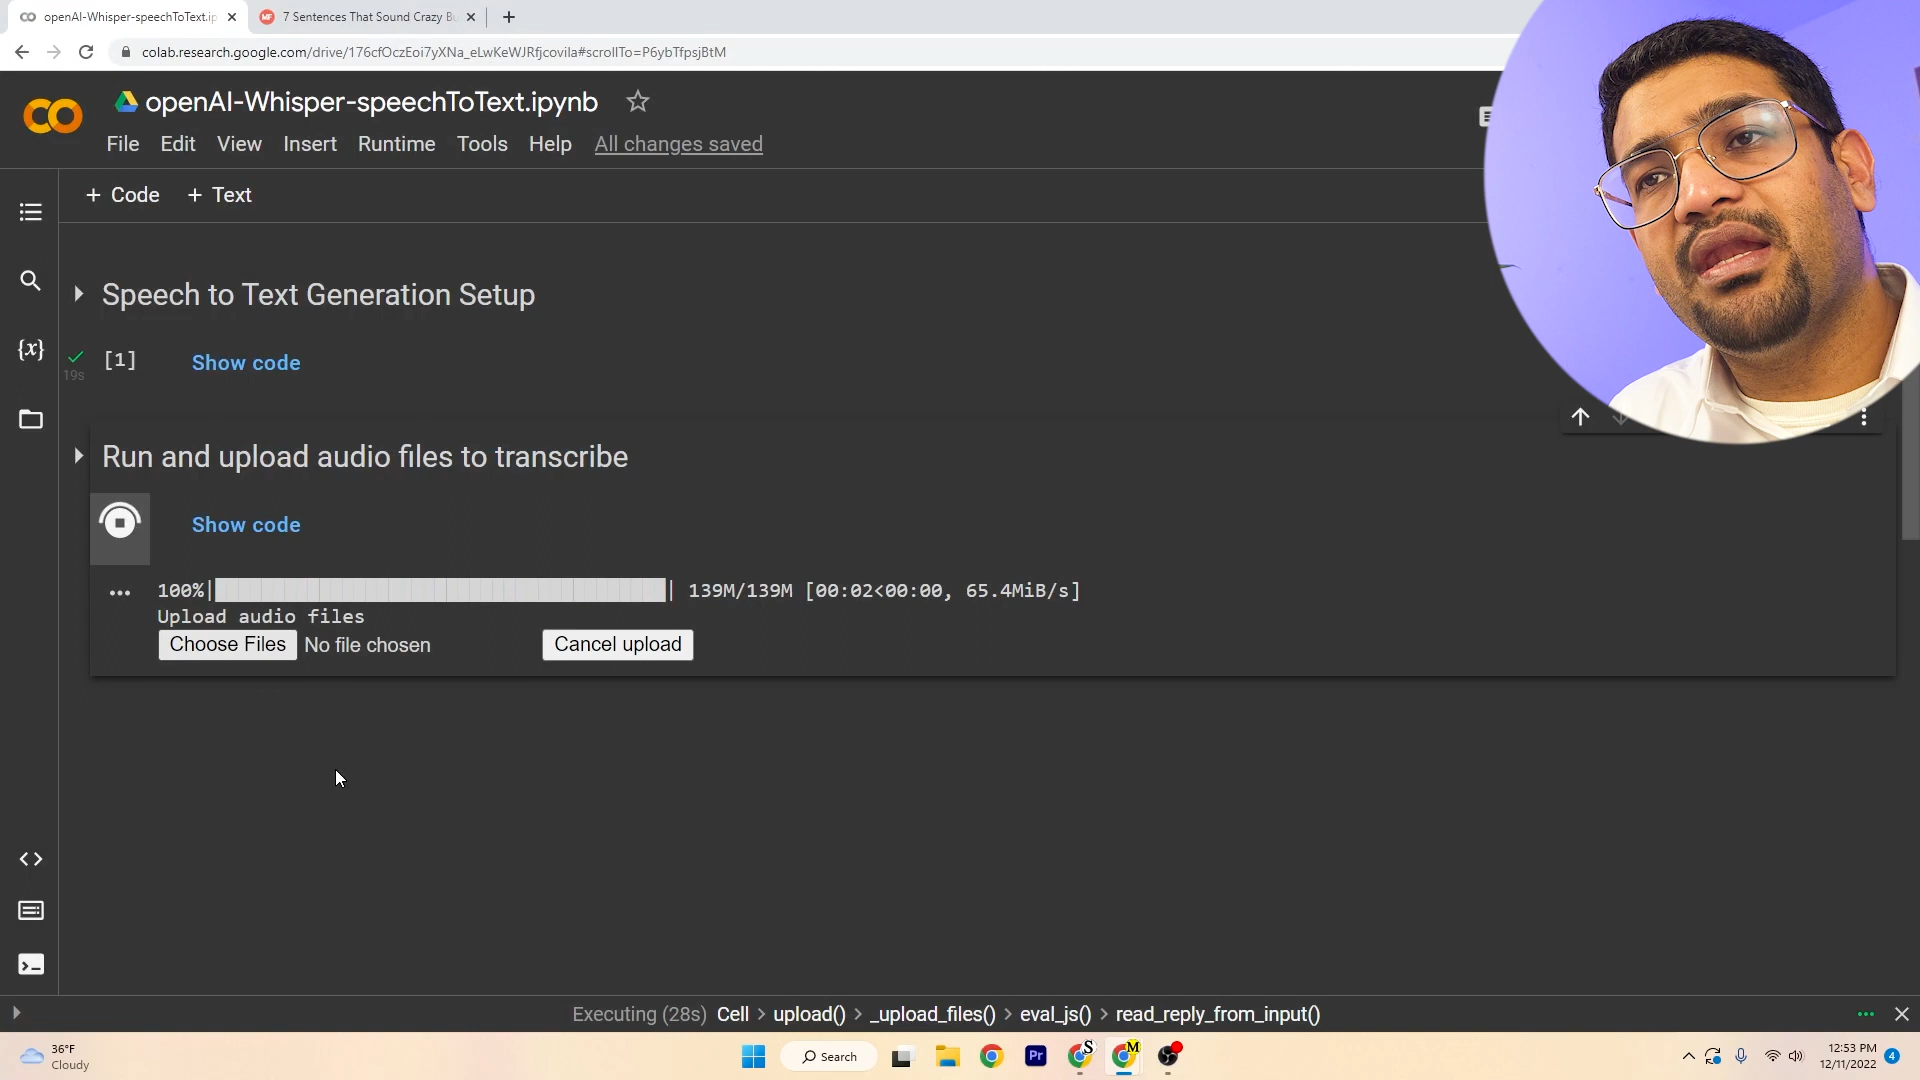 openAI-Whisper-speechToText.ip
7 Sentences That Sound Crazy Bu
colab.research.google.com/drive/176cfOczEoi7yXNa_eLwKeWJRfjcovila#scrollTo=P6ybTfpsjBtM
openAI-Whisper-speechToText.ipynb
File Edit View Insert Runtime Tools Help All changes saved
+ Code + Text
Speech to Text Generation Setup
[1] Show code
19s
Run and upload audio files to transcribe
Show code
100%| | 139M/139M [00:02<00:00, 65.4MiB/s]
Upload audio files
Choose Files No file chosen Cancel upload
Executing (28s) Cell > upload() > _upload_files() > eval_js() > read_reply_from_input()
36°F
Cloudy
Search
Pr
S
M
12:53 PM
12/11/2022
4